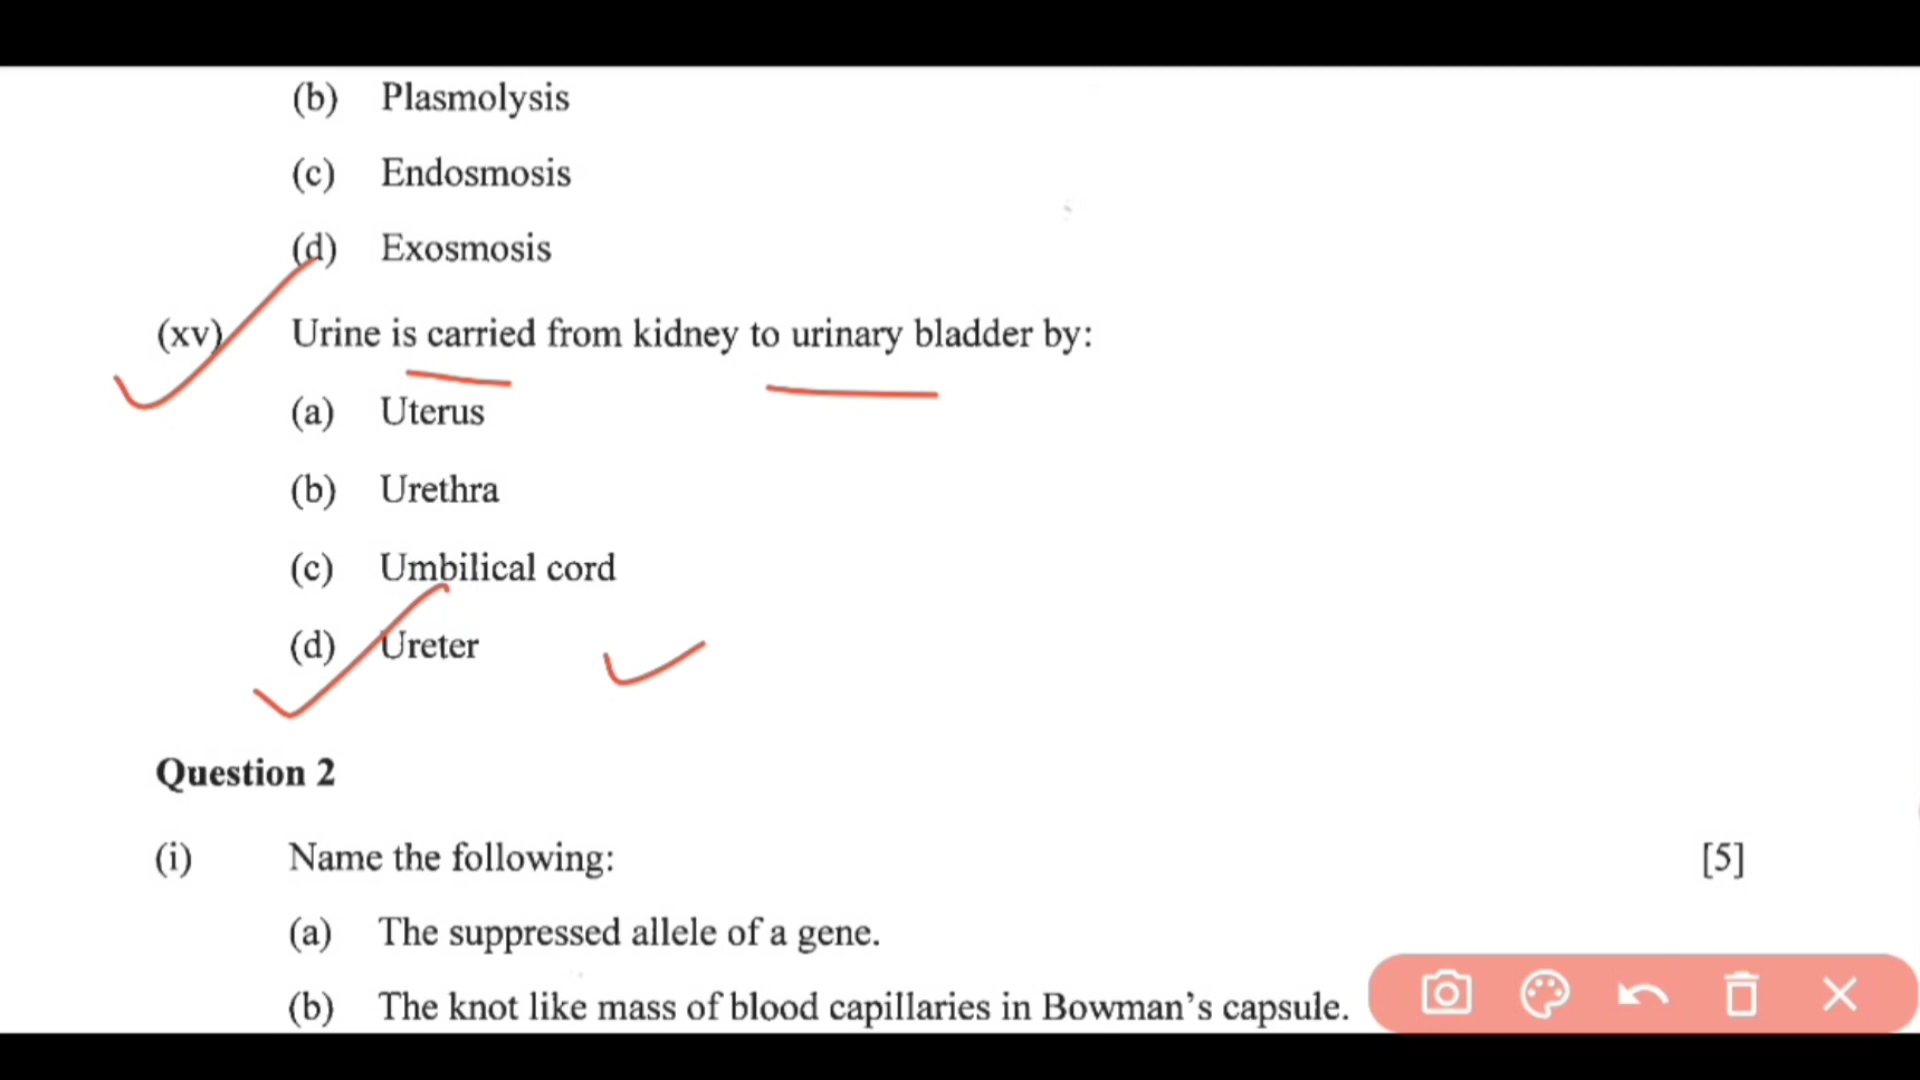 (b) Plasmolysis
(c) Endosmosis
(d) Exosmosis
(xv) Urine is carried from kidney to urinary bladder by:
(a) Uterus
(b) Urethra
(c) Umbilical cord
(d) Ureter
Question 2
(i) Name the following: [5]
(a) The suppressed allele of a gene.
(b) The knot like mass of blood capillaries in Bowman’s capsule.